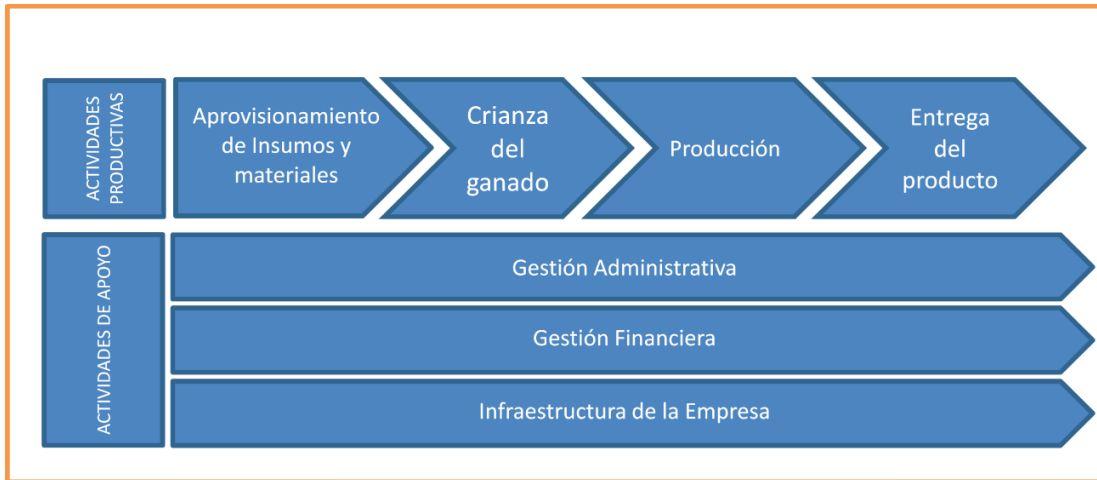 ACTIVIDADES
PRODUCTIVAS
Aprovisionamiento
de Insumos y
materiales
Crianza
del
ganado
Producción
Entrega
del
producto
ACTIVIDADES DE APOYO
Gestión Administrativa
Gestión Financiera
Infraestructura de la Empresa